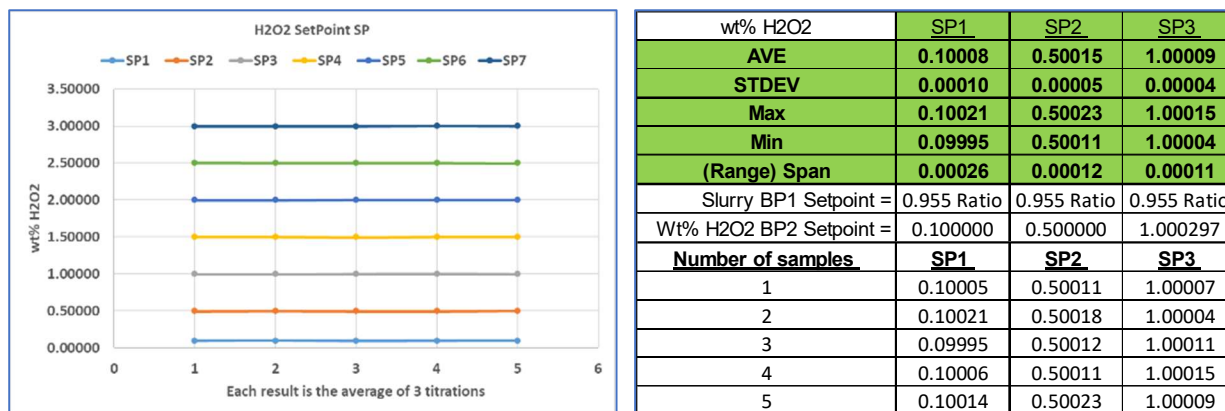 H2O2 SetPoint SP
SP1 SP2 SP3 SP4 SP5 SP6 SP7
3.50000
3.00000
2.50000
2.00000
1.50000
1.00000
0.50000
0.00000
wt% H2O2
0 1 2 3 4 5 6
Each result is the average of 3 titrations
wt% H2O2 SP1 SP2 SP3
AVE 0.10008 0.50015 1.00009
STDEV 0.00010 0.00005 0.00004
Max 0.10021 0.50023 1.00015
Min 0.09995 0.50011 1.00004
(Range) Span 0.00026 0.00012 0.00011
Slurry BP1 Setpoint = 0.955 Ratio 0.955 Ratio 0.955 Ratio
Wt% H2O2 BP2 Setpoint = 0.100000 0.500000 1.000297
Number of samples SP1 SP2 SP3
1 0.10005 0.50011 1.00007
2 0.10021 0.50018 1.00004
3 0.09995 0.50012 1.00011
4 0.10006 0.50011 1.00015
5 0.10014 0.50023 1.00009